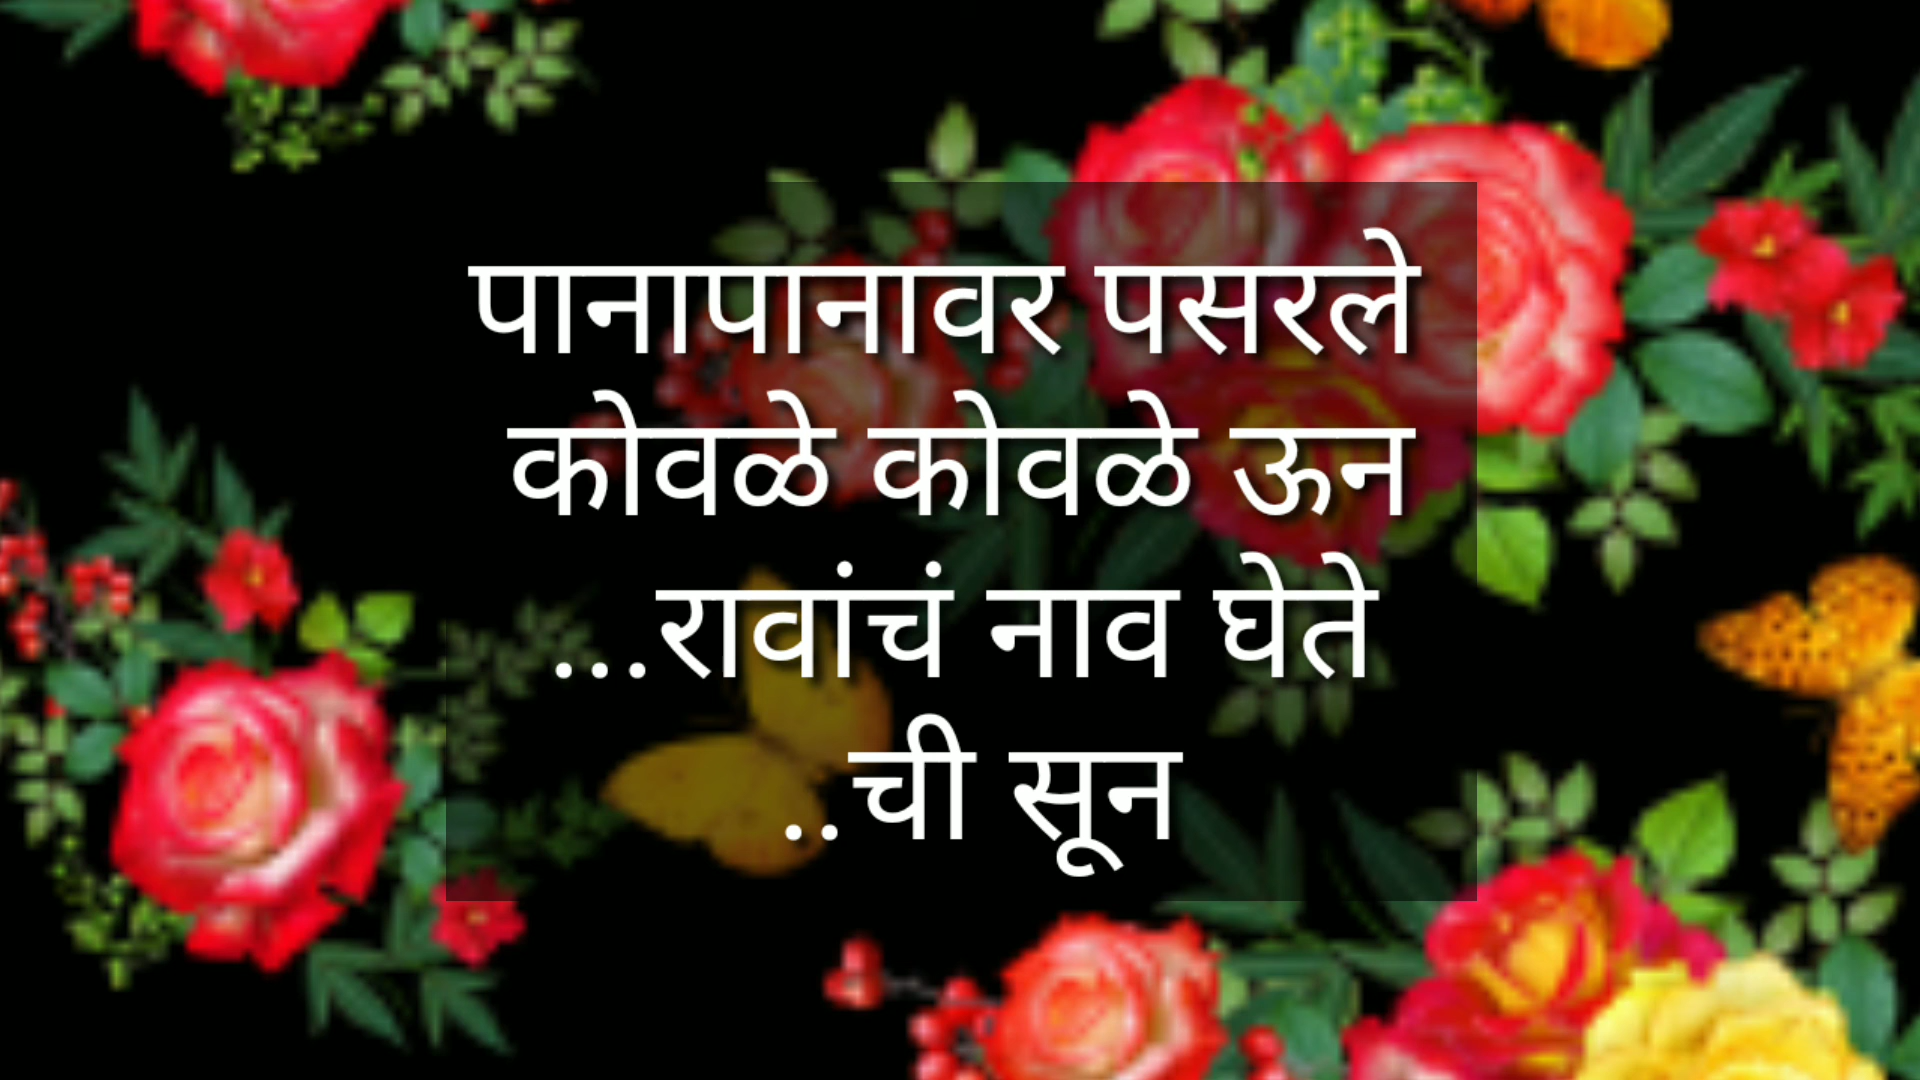 पानापानावर पसरले
कोवळे कोवळे ऊन
...रावांचं नाव घेते
..ची सून